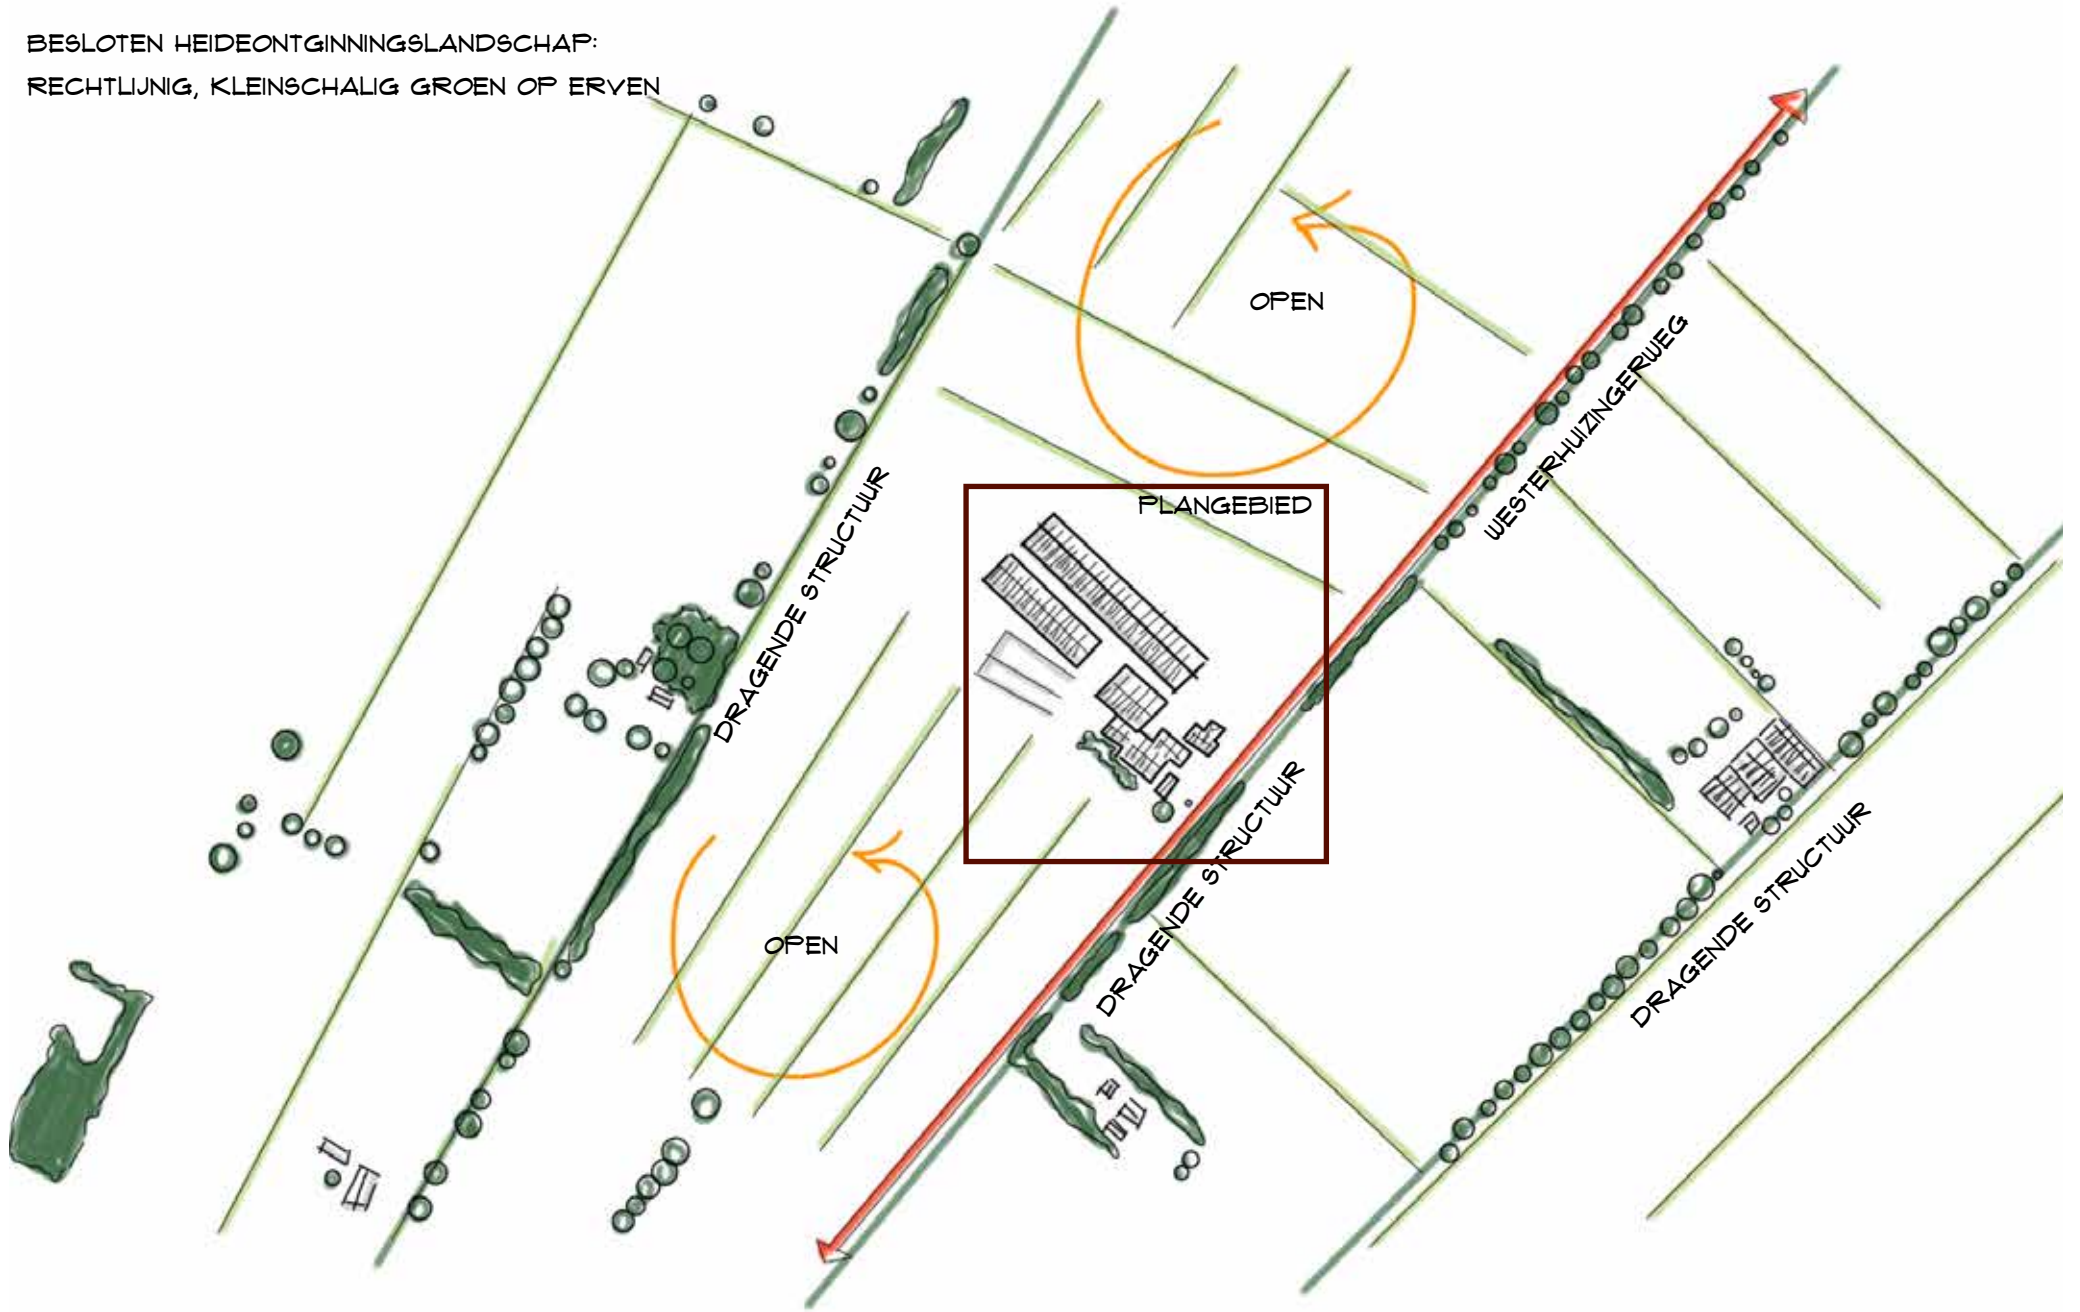 BESLOTEN HEIDEONTGINNINGSLANDSCHAP:
RECHTLIJNIG, KLEINSCHALIG GROEN OP ERVEN
OPEN
WESTERHUIZINGERWEG
PLANGEBIED
DRAGENDE STRUCTUUR
DRAGENDE STRUCTUUR
DRAGENDE STRUCTUUR
OPEN